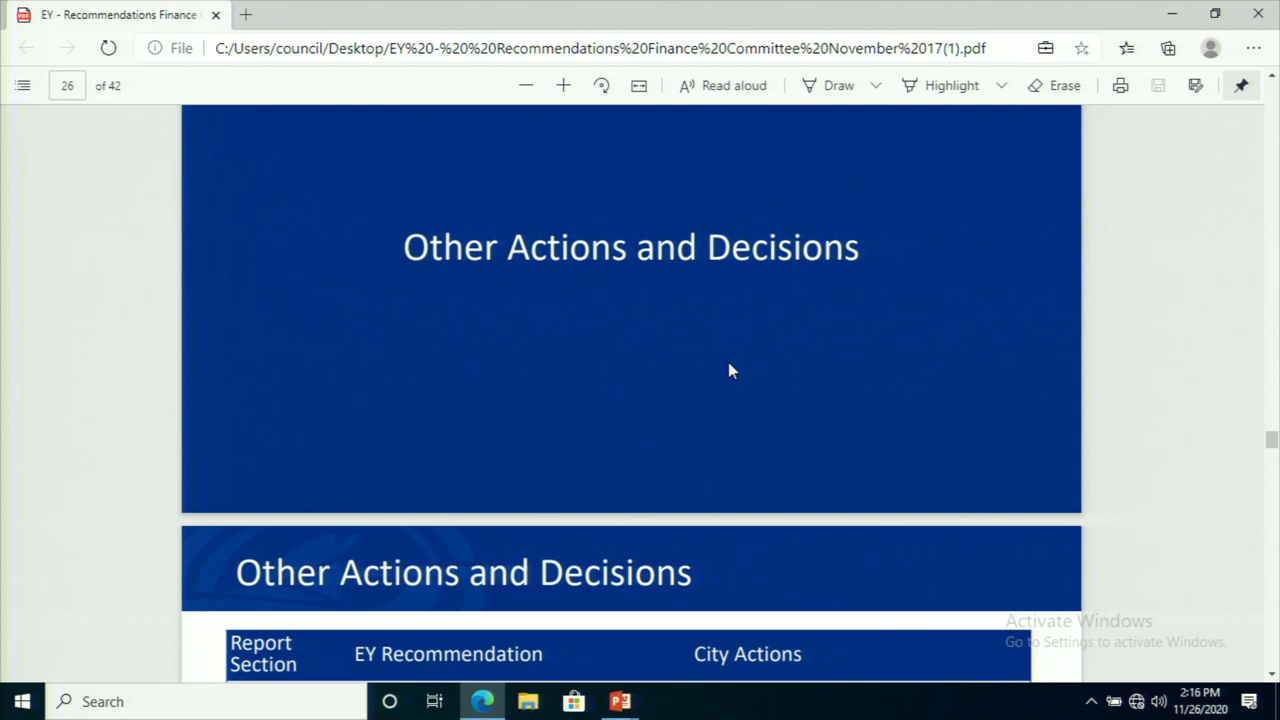 EY - Recommendations Finance
File
C:/Users/council/Desktop/EY%20-%20%20Recommendations%20Finance%20Committee%20November%2017(1).pdf
26 of 42
Read aloud
Draw
Highlight
Erase
Other Actions and Decisions
Other Actions and Decisions
Report Section
EY Recommendation
City Actions
Activate Windows
Go to Settings to activate Windows.
Search
2:16 PM
11/26/2020